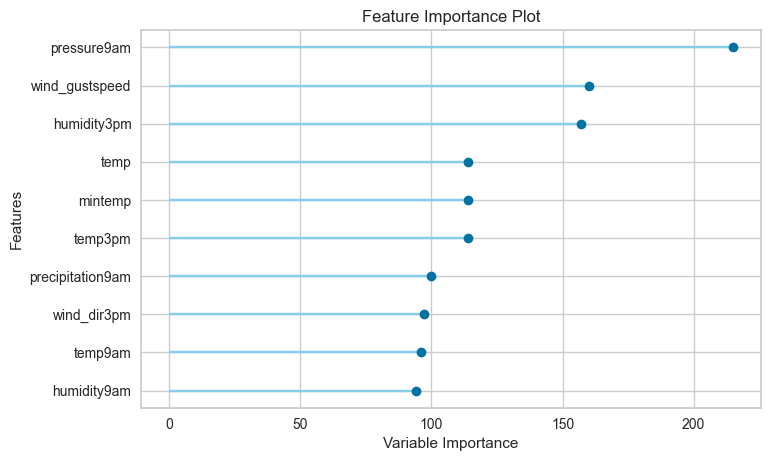 Feature Importance Plot
Features
pressure9am
wind_gustspeed
humidity3pm
temp
mintemp
temp3pm
precipitation9am
wind_dir3pm
temp9am
humidity9am
0 50 100 150 200
Variable Importance